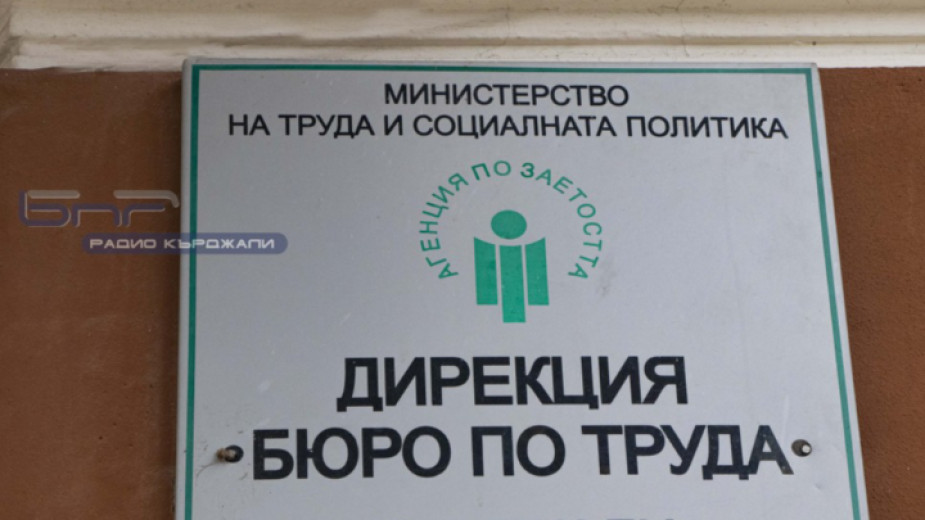 МИНИСТЕРСТВО
НА ТРУДА И СОЦИАЛНАТА ПОЛИТИКА
АГЕНЦИЯ ПО ЗАЕТОСТТА
БНР
РАДИО КЪРДЖАЛИ
ДИРЕКЦИЯ
БЮРО ПО ТРУДА